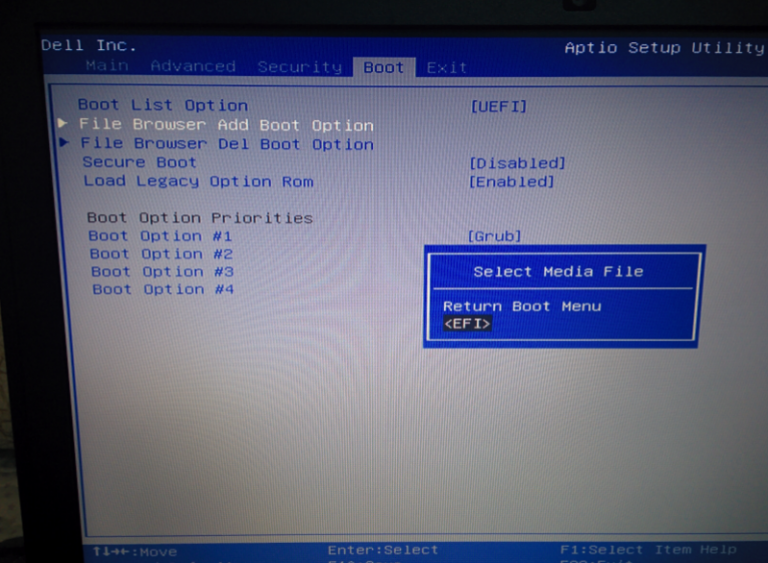 Dell Inc.
Aptio Setup Utility
Main Advanced Security Boot Exit
Boot List Option [UEFI]
File Browser Add Boot Option
File Browser Del Boot Option
Secure Boot [Disabled]
Load Legacy Option Rom [Enabled]
Boot Option Priorities
Boot Option #1 [Grub]
Boot Option #2
Boot Option #3
Boot Option #4
Select Media File
Return Boot Menu
<EFI>
↑↓→←:Move Enter:Select F1:Select Item Help